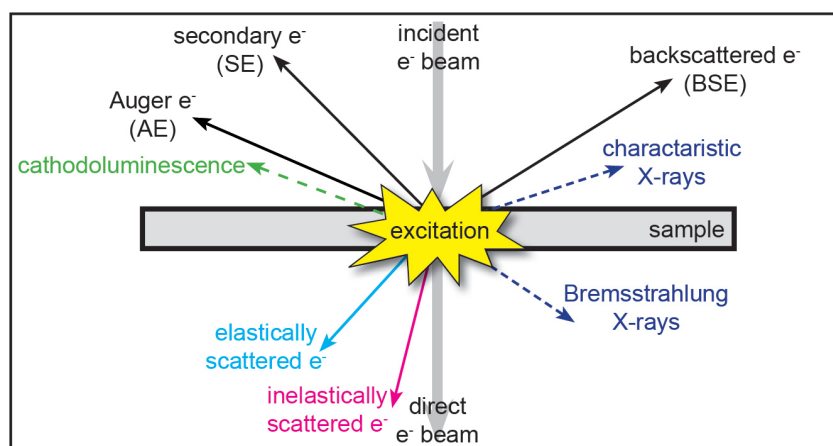 secondary e⁻
(SE)
incident
e⁻ beam
backscattered e⁻
(BSE)
Auger e⁻
(AE)
cathodoluminescence
charactaristic
X-rays
excitation
sample
Bremsstrahlung
X-rays
elastically
scattered e⁻
inelastically
scattered e⁻
direct
e⁻ beam